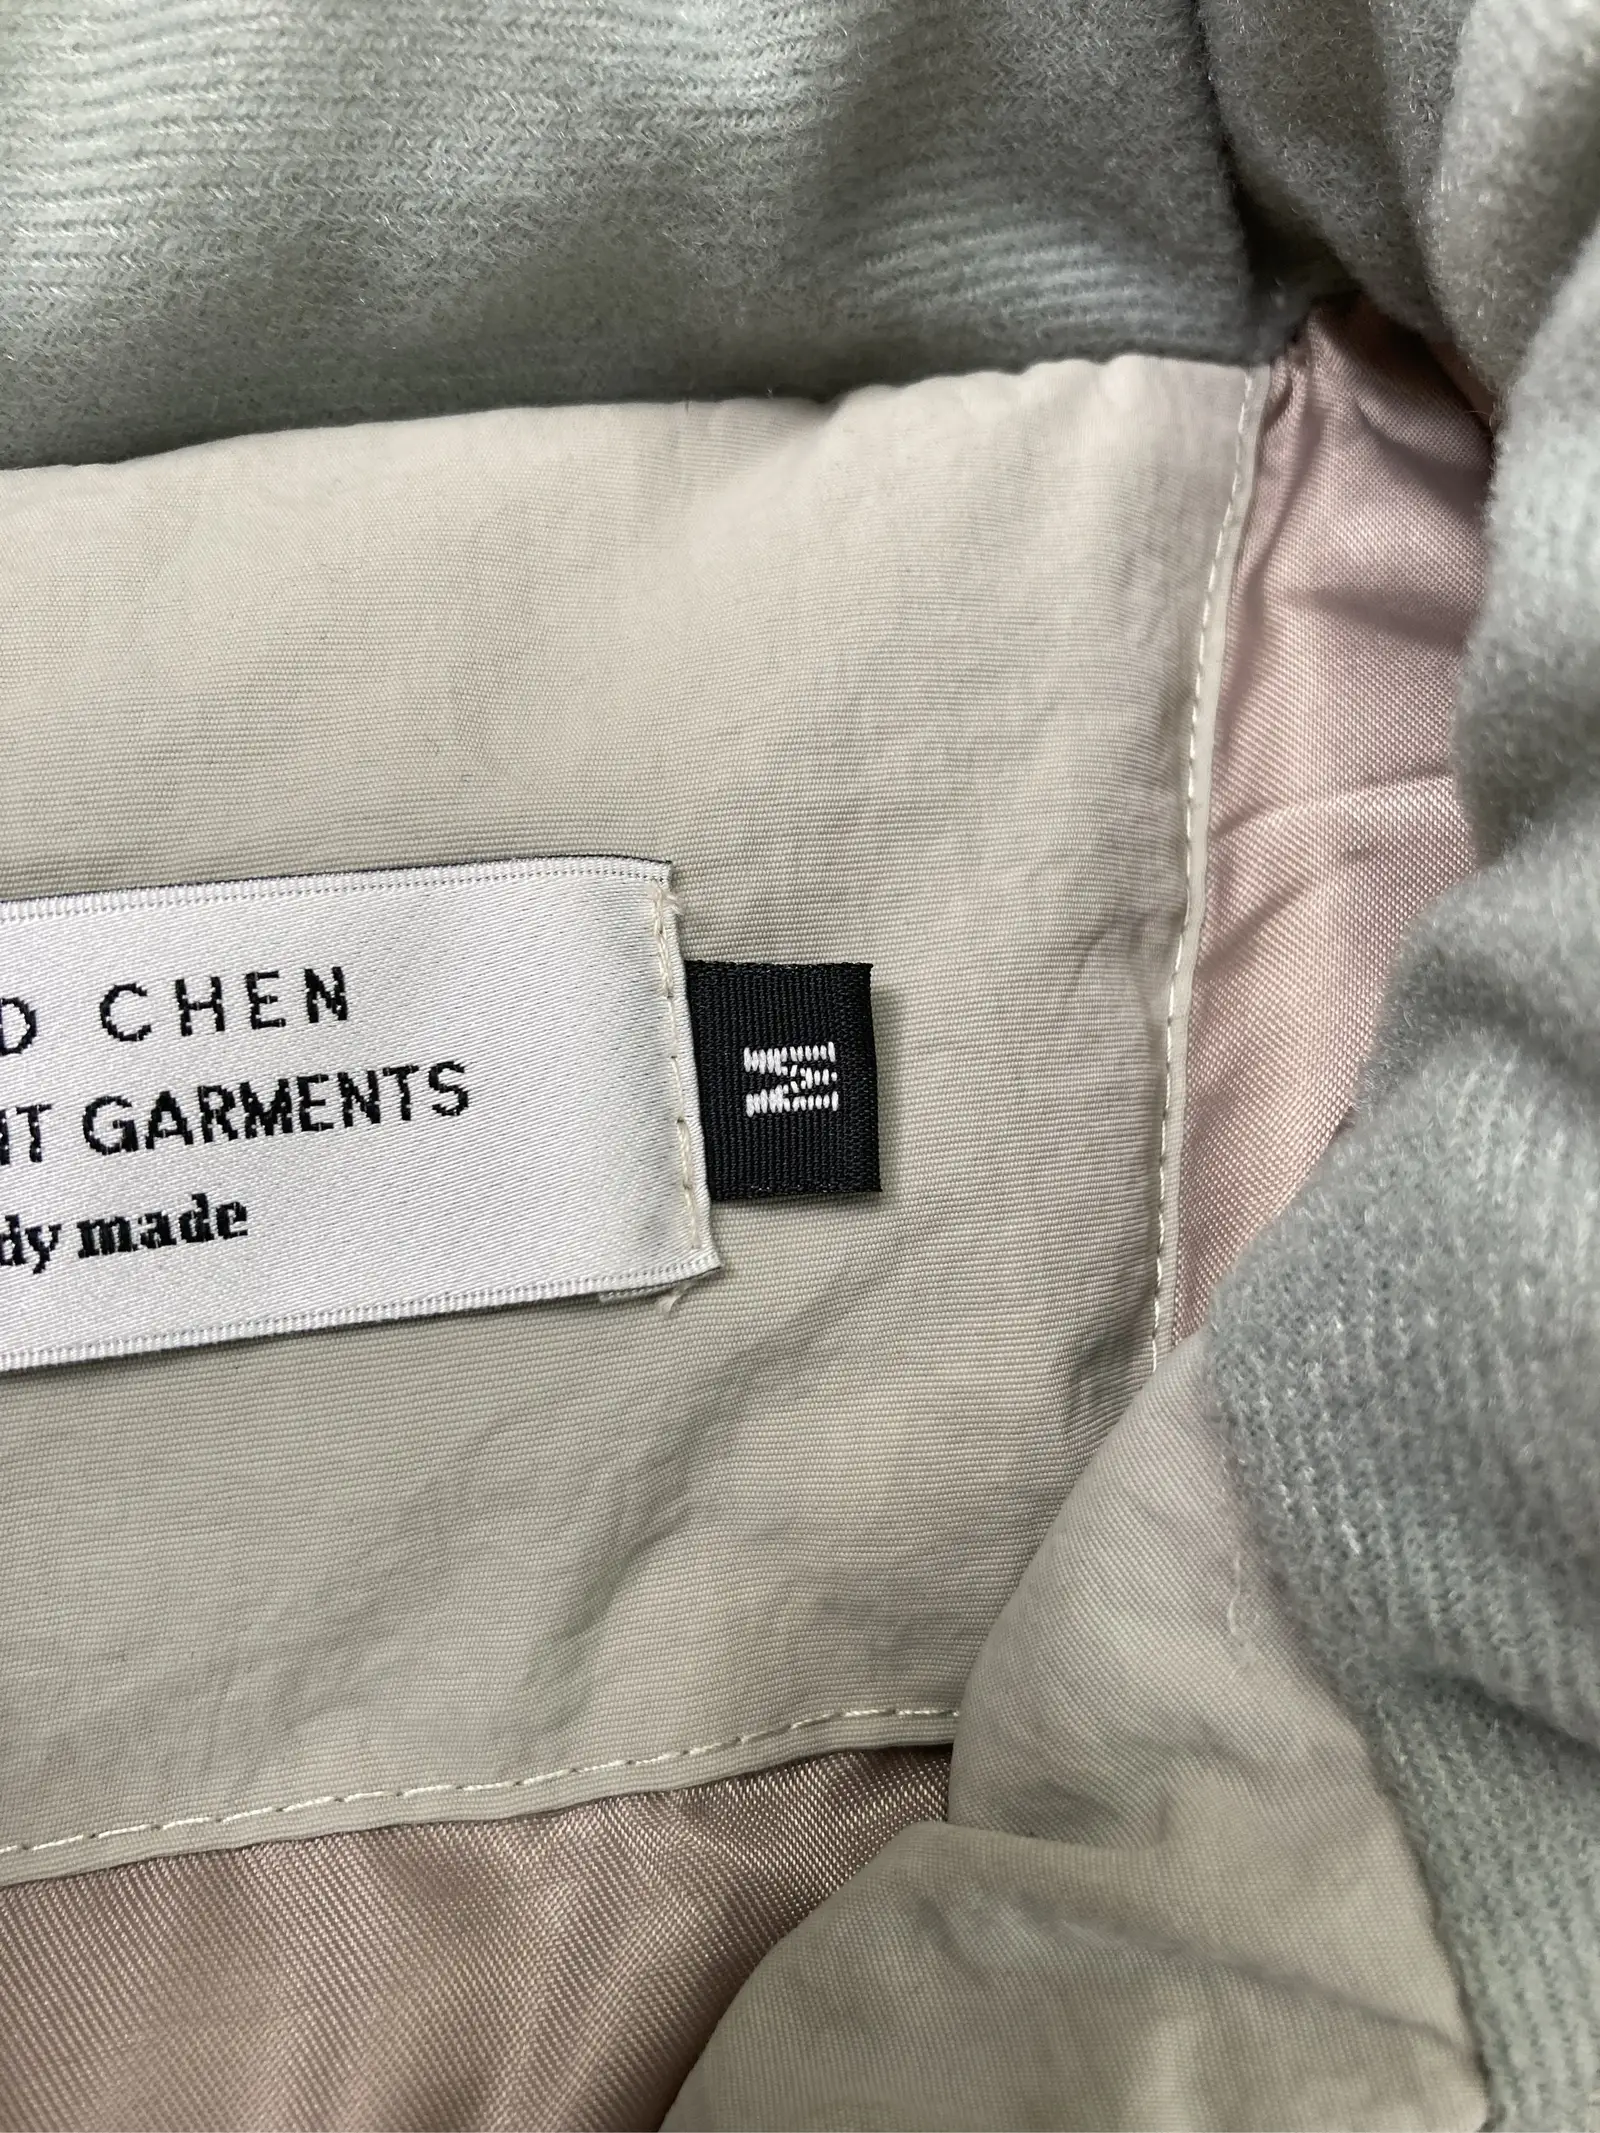 D CHEN
NT GARMENTS
dy made
M